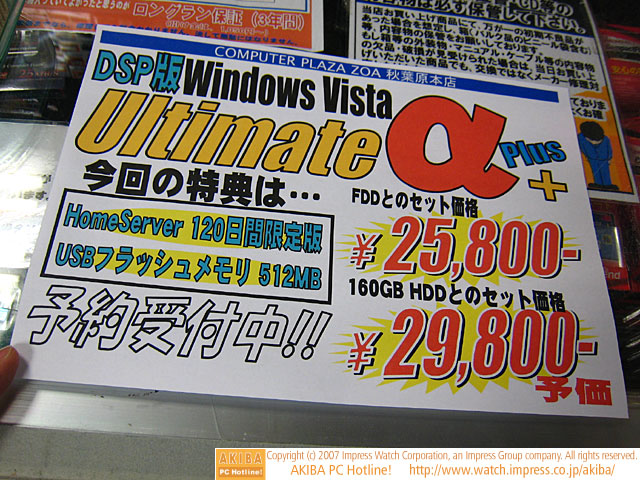 ロングラン保証 (3年間)
COMPUTER PLAZA ZOA 秋葉原本店
DSP版 Windows Vista
Ultimate α Plus +
今回の特典は…
HomeServer 120日間限定版
USBフラッシュメモリ 512MB
予約受付中!!
FDDとのセット価格
¥ 25,800-
160GB HDDとのセット価格
¥ 29,800-
予価
AKIBA
PC Hotline!
Copyright (c) 2007 Impress Watch Corporation, an Impress Group company. All rights reserved.
AKIBA PC Hotline! http://www.watch.impress.co.jp/akiba/